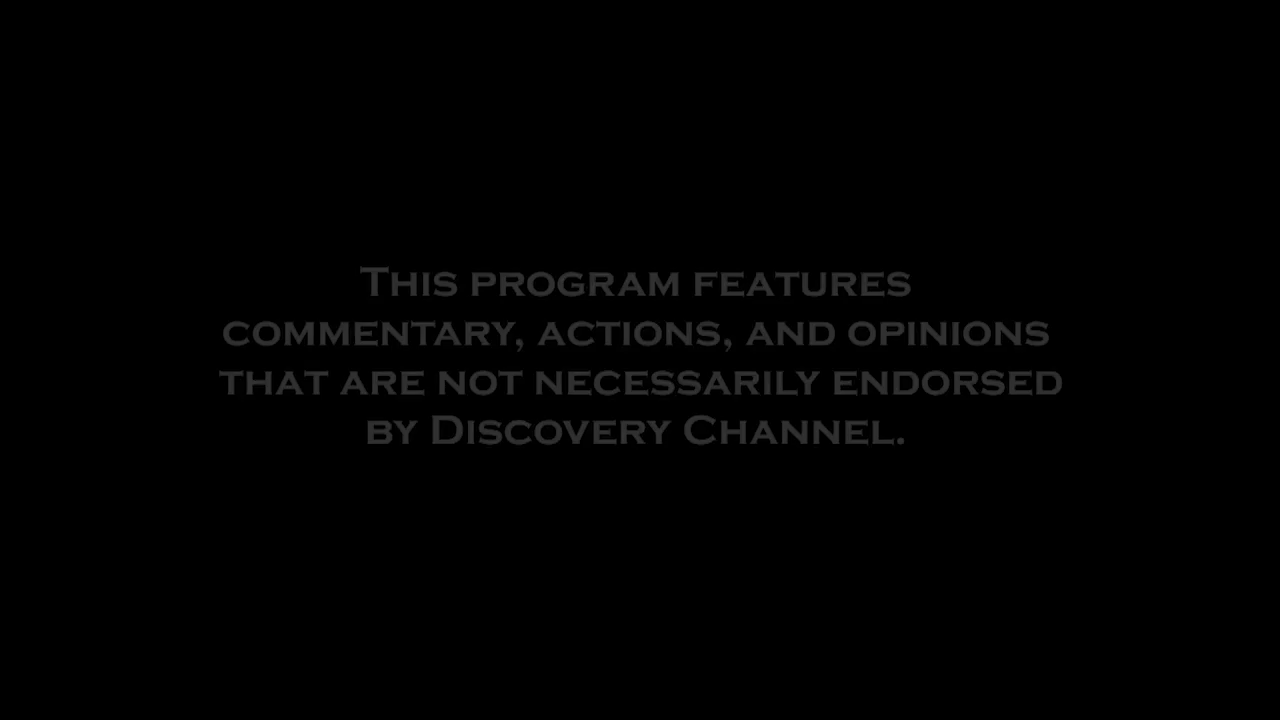 This program features
commentary, actions, and opinions
that are not necessarily endorsed
by Discovery Channel.